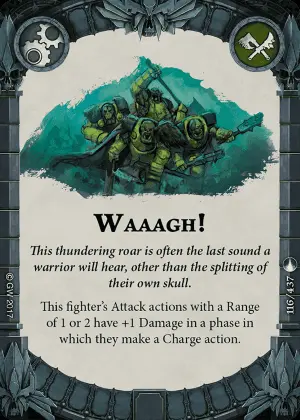 WAAAGH!
This thundering roar is often the last sound a
warrior will hear, other than the splitting of
their own skull.
This fighter's Attack actions with a Range
of 1 or 2 have +1 Damage in a phase in
which they make a Charge action.
© GW 2017
116/437